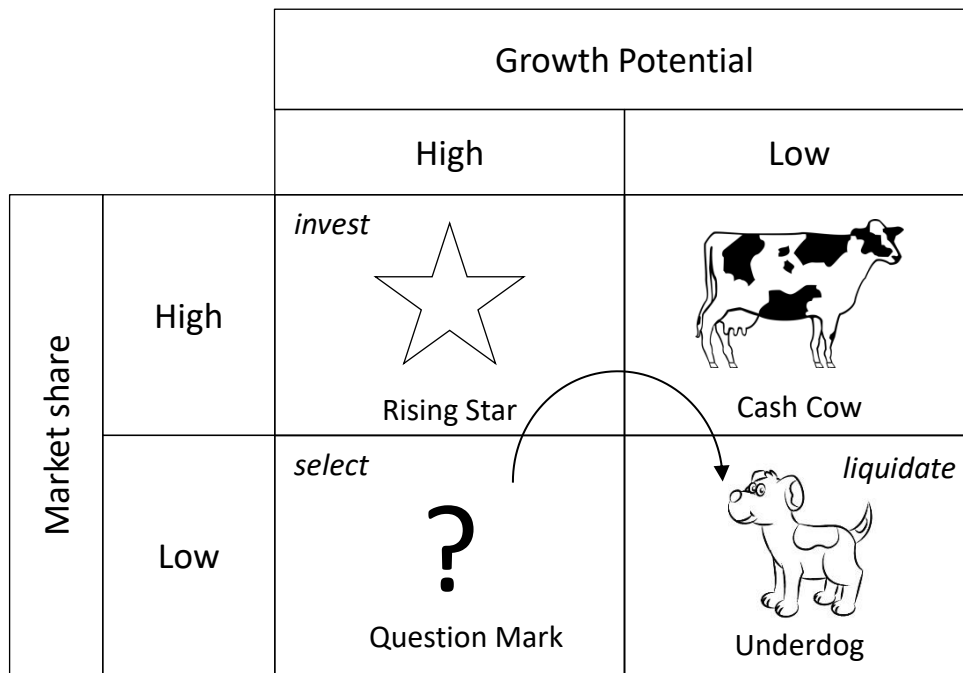 Growth Potential
High
Low
Market share
High
invest
Rising Star
Cash Cow
Low
select
?
Question Mark
liquidate
Underdog